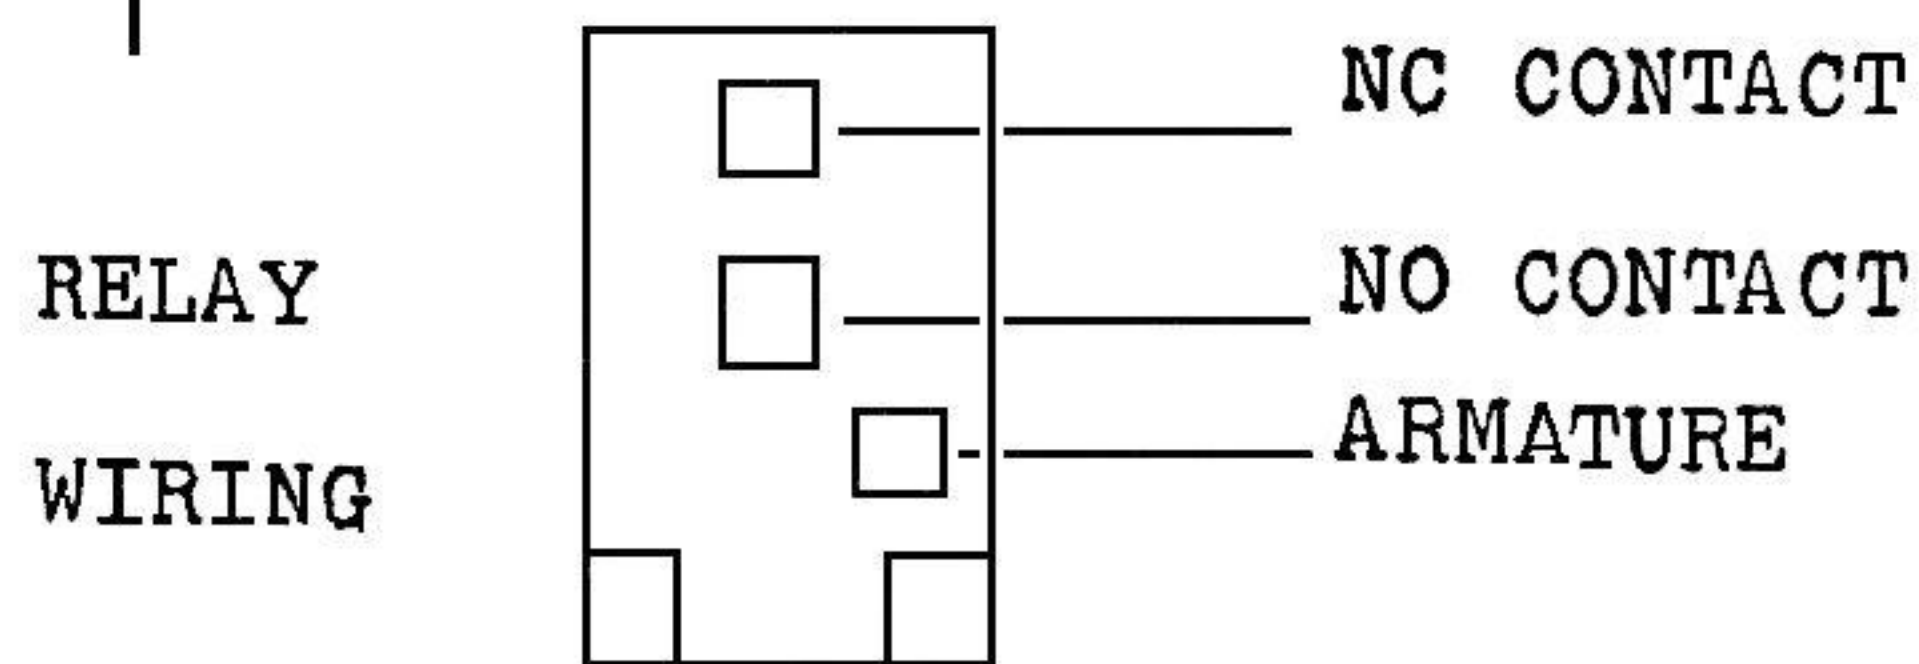 NC CONTACT
RELAY
NO CONTACT
ARMATURE
WIRING